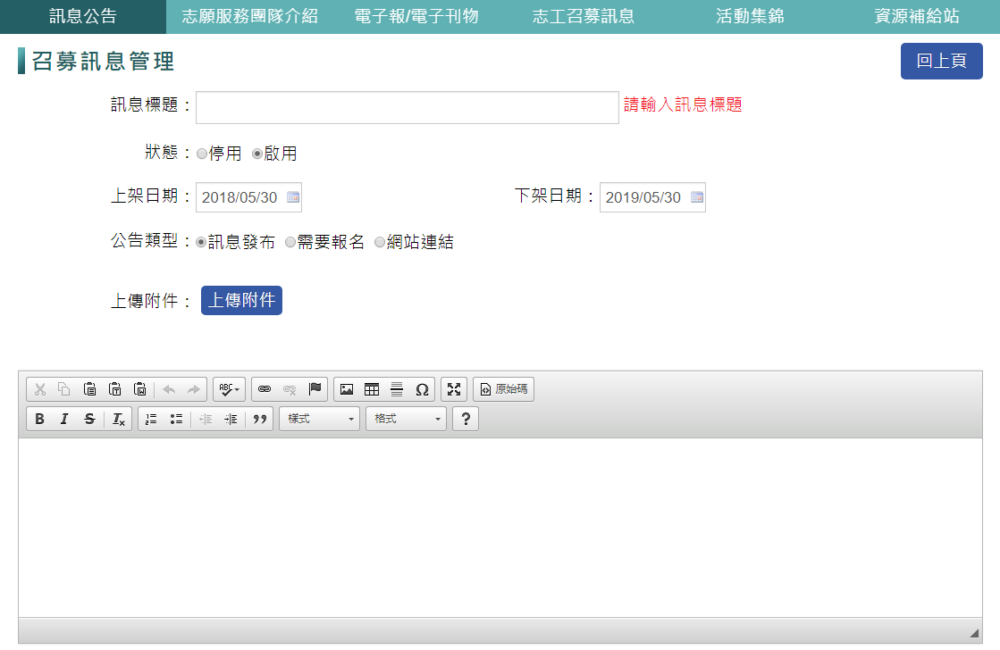 訊息公告 志願服務團隊介紹 電子報/電子刊物 志工召募訊息 活動集錦 資源補給站
召募訊息管理 回上頁
訊息標題： 請輸入訊息標題
狀態： 停用 啟用
上架日期： 2018/05/30 下架日期： 2019/05/30
公告類型： 訊息發布 需要報名 網站連結
上傳附件： 上傳附件
ABC Ω 原始碼
B I S Tx 樣式 格式 ?